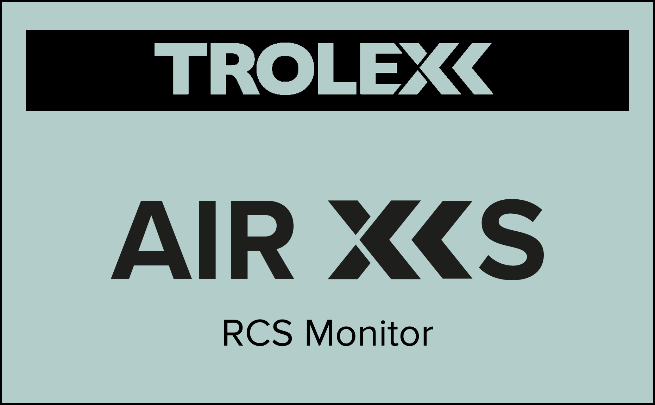 TROLEX
AIR XS
RCS Monitor